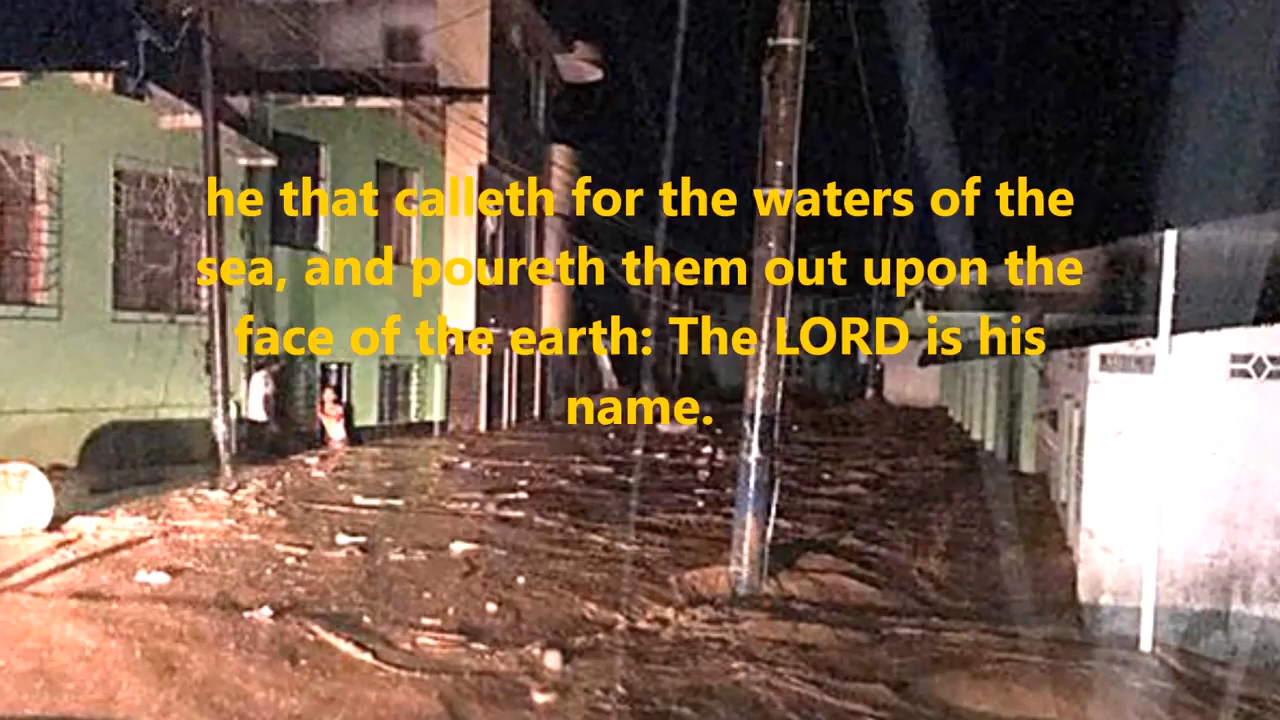 he that calleth for the waters of the
sea, and poureth them out upon the
face of the earth: The LORD is his
name.